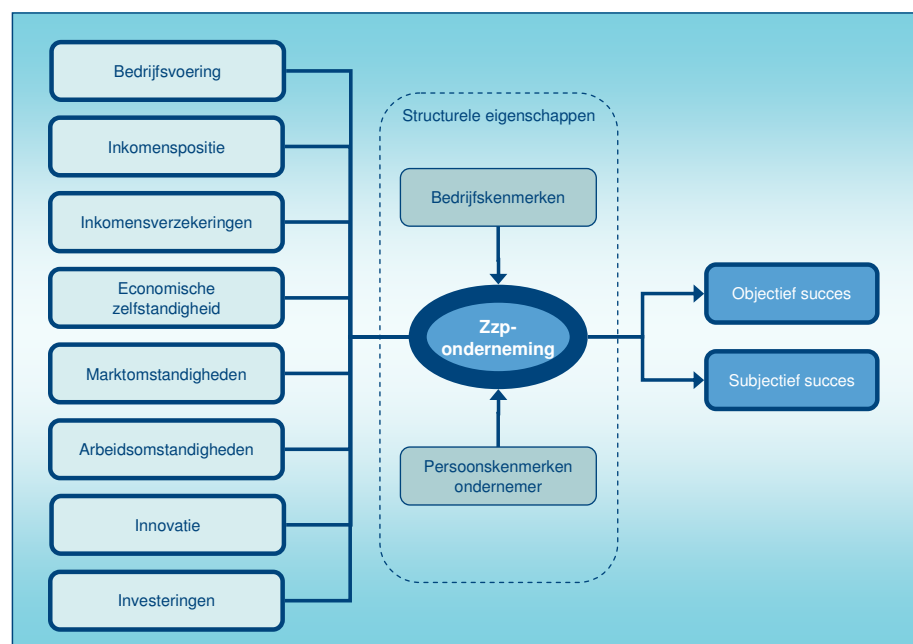 Bedrijfsvoering
Inkomenspositie
Inkomensverzekeringen
Economische
zelfstandigheid
Marktomstandigheden
Arbeidsomstandigheden
Innovatie
Investeringen
Structurele eigenschappen
Bedrijfskenmerken
Zzp-
onderneming
Persoonskenmerken
ondernemer
Objectief succes
Subjectief succes